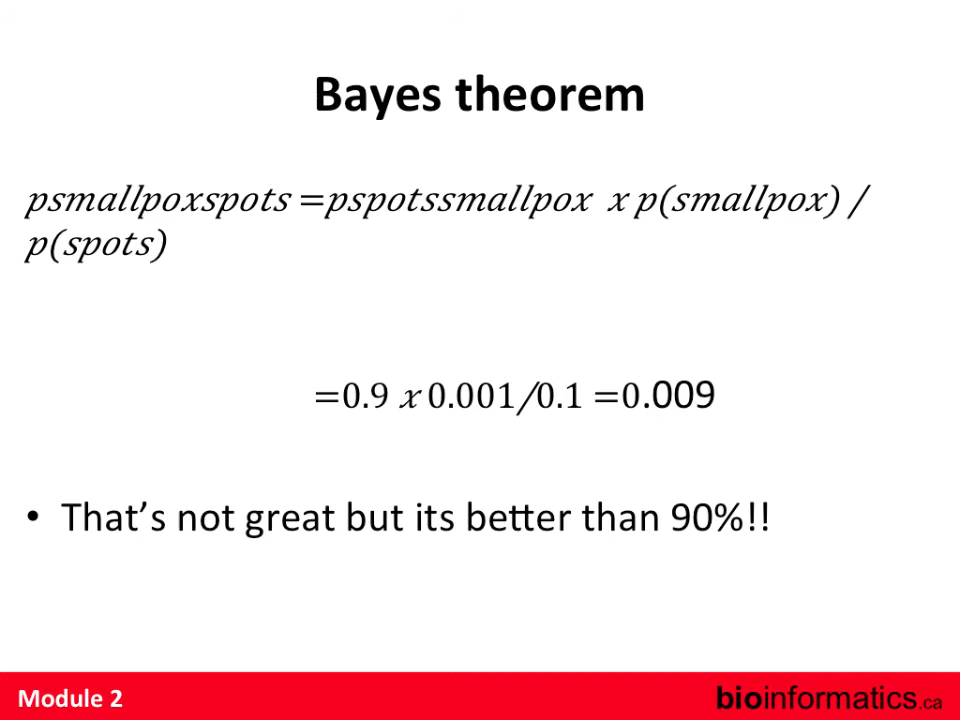 Bayes theorem
psmallpoxspots =pspotssmallpox x p(smallpox) /
p(spots)
=0.9 x 0.001/0.1 =0.009
• That’s not great but its better than 90%!!
Module 2
bioinformatics.ca